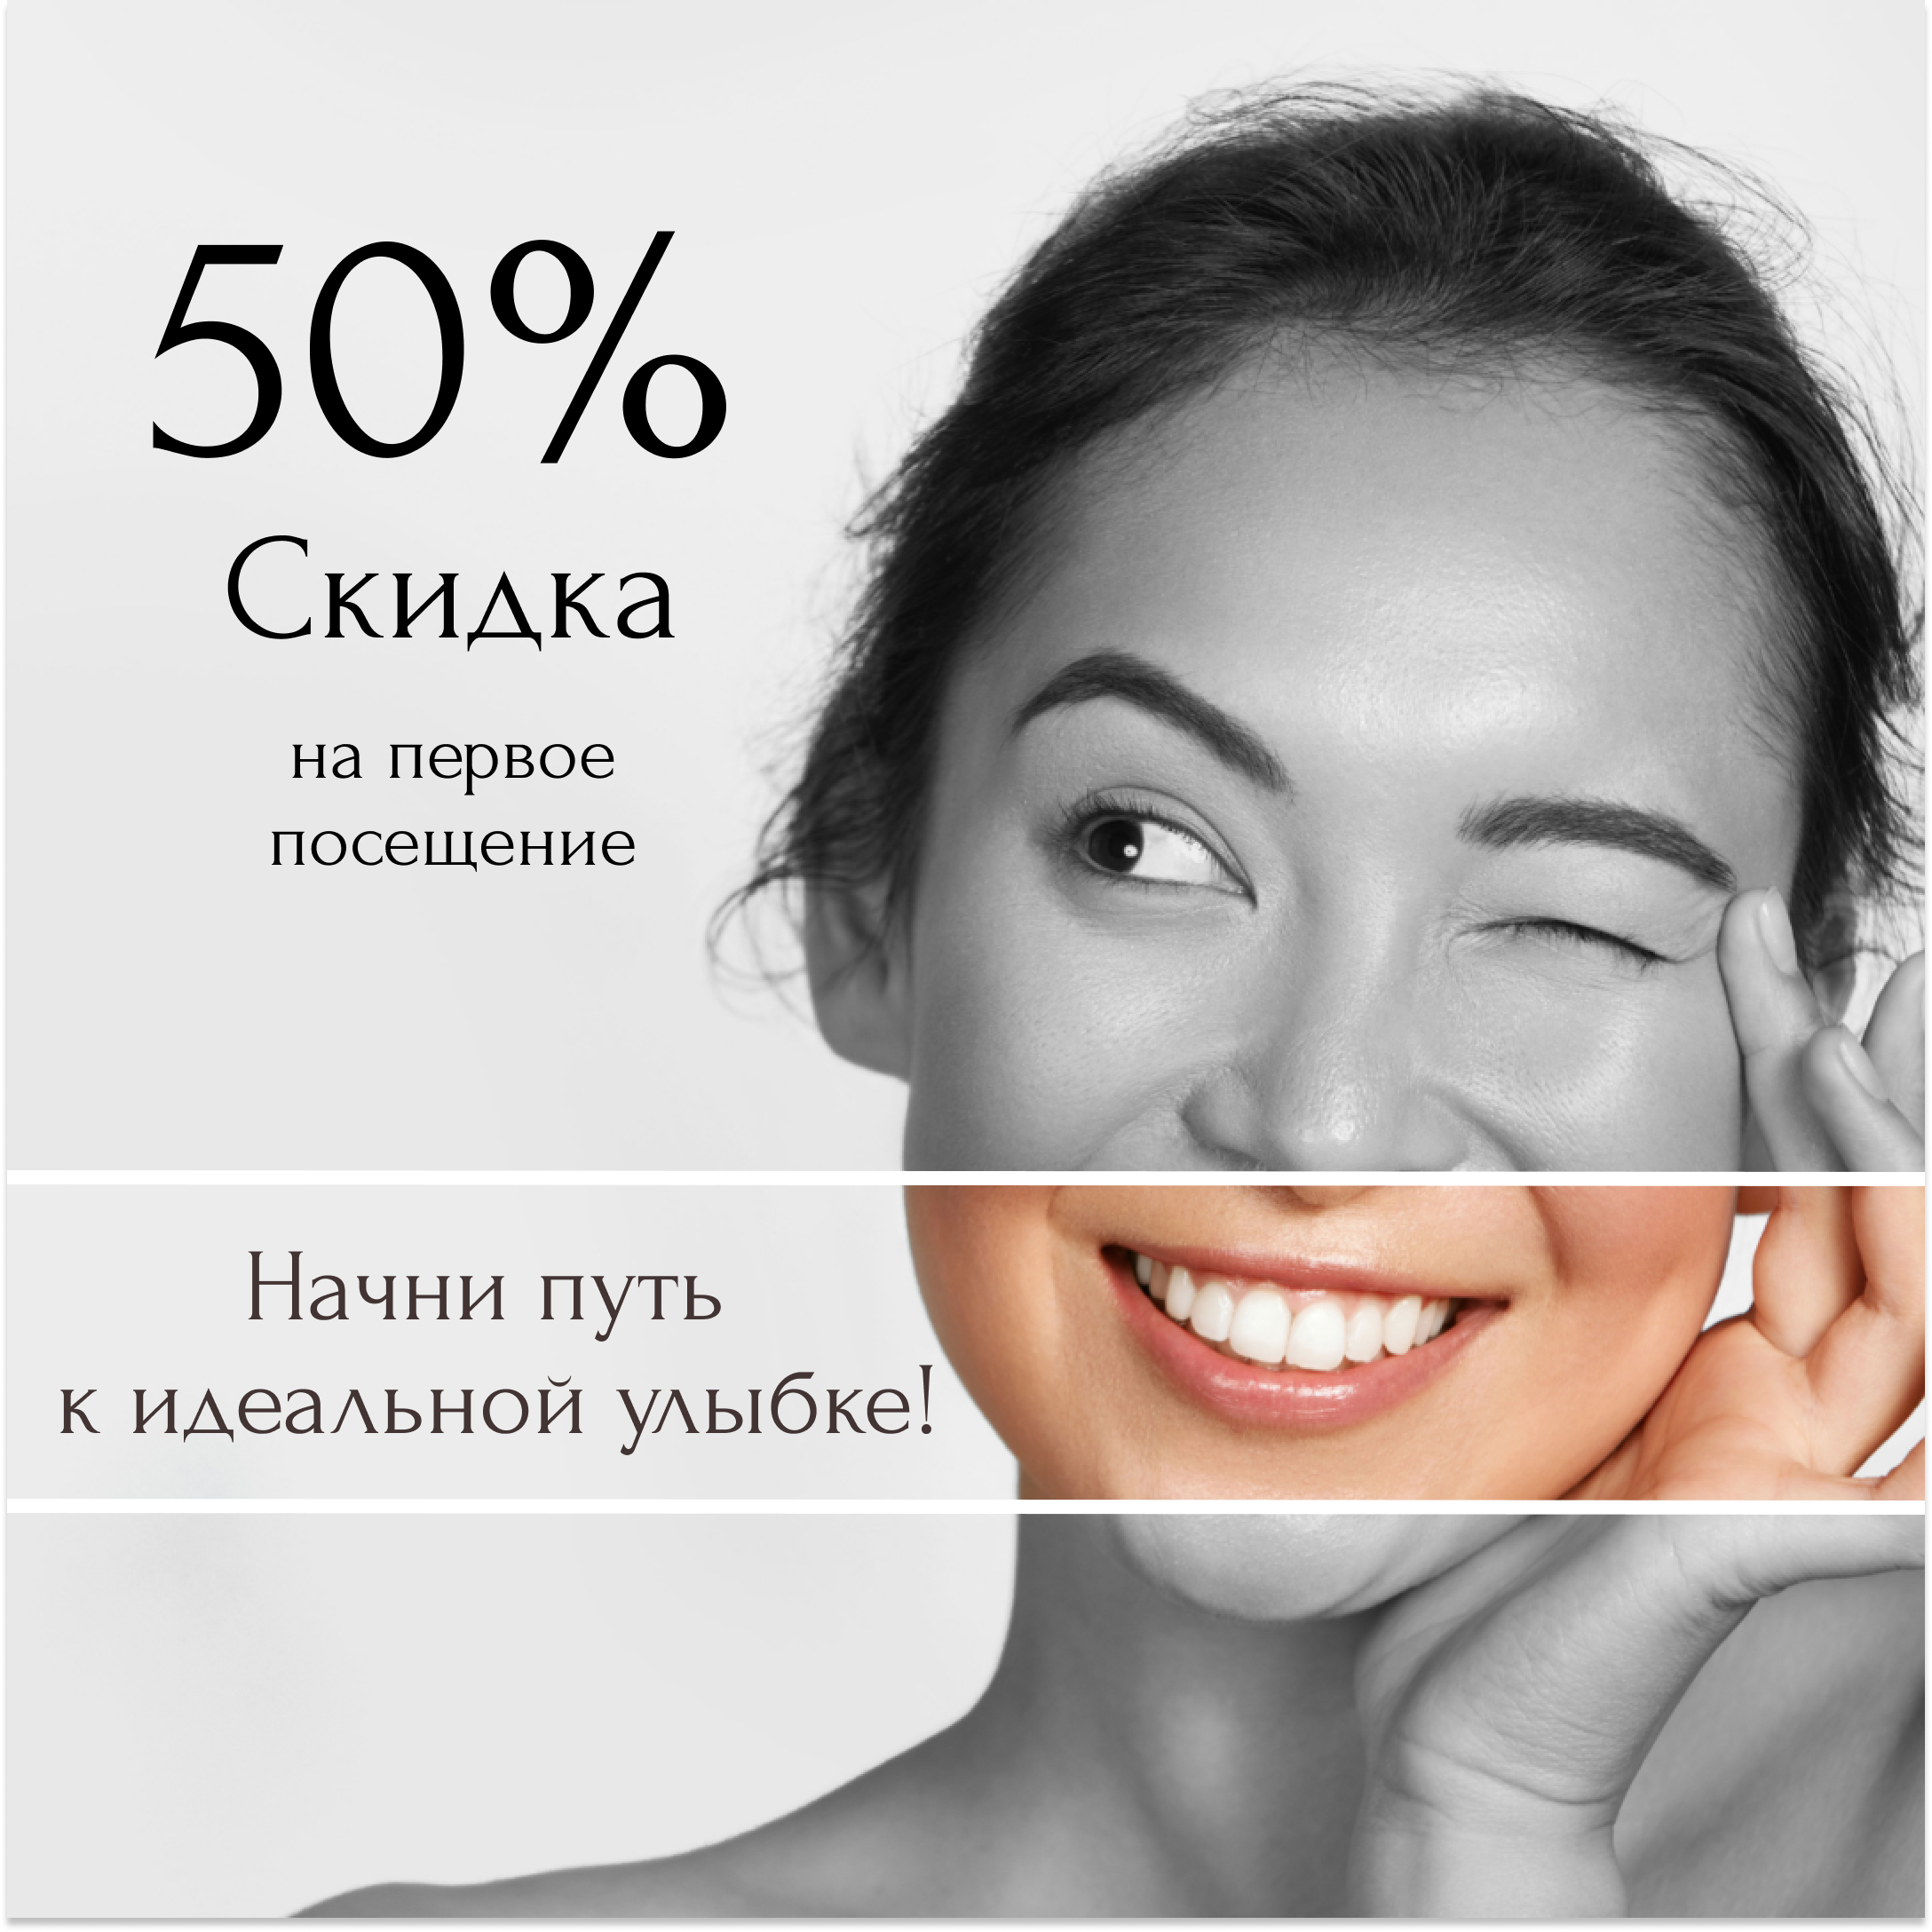 50%
Скидка
на первое
посещение
Начни путь
к идеальной улыбке!